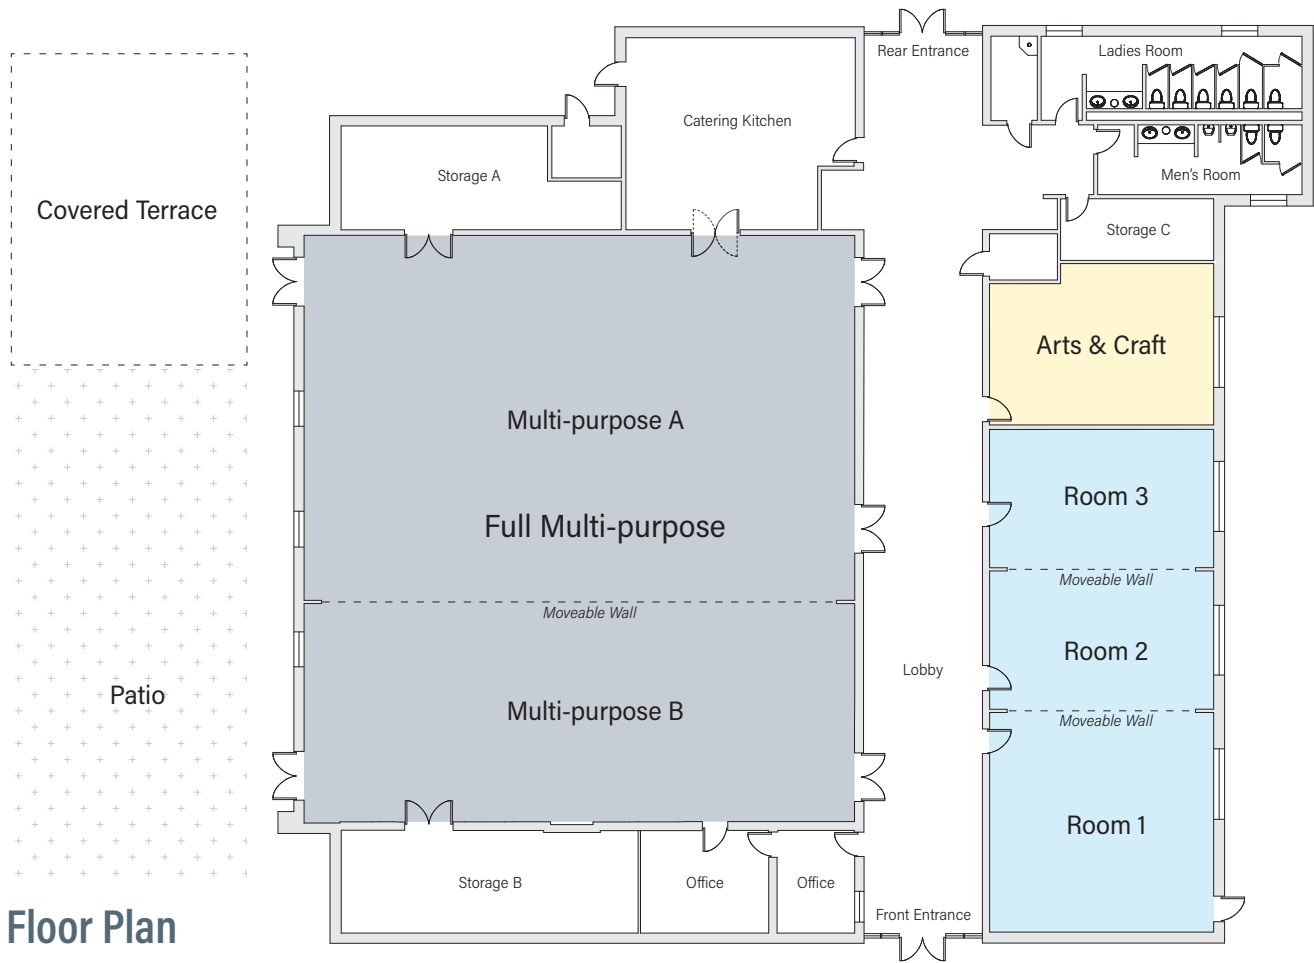 Rear Entrance
Ladies Room
Catering Kitchen
Storage A
Men's Room
Covered Terrace
Storage C
Arts & Craft
Multi-purpose A
Room 3
Full Multi-purpose
Moveable Wall
Moveable Wall
Room 2
Lobby
Patio
Multi-purpose B
Moveable Wall
Room 1
Storage B
Office
Office
Front Entrance
Floor Plan